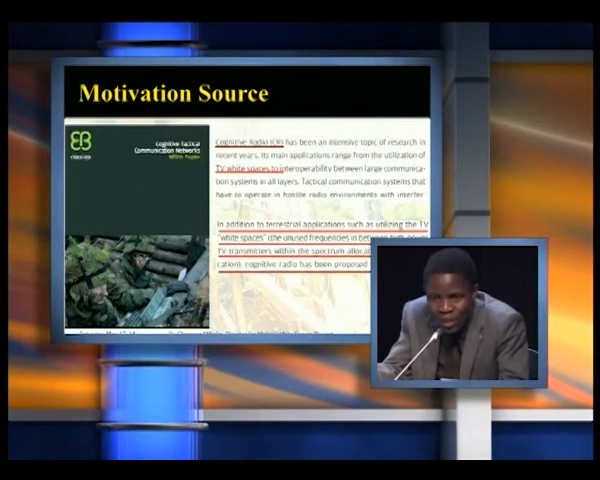 Motivation Source
EB
Cognitive Tactical
Communication Networks
White Paper
Cognitive Radio (CR) has been an intensive topic of research in
recent years, its main applications range from the utilization of
TV white spaces to interoperability between large communica-
tion systems in all layers. Tactical communication systems that
have to operate in hostile radio environments with interfer
In addition to terrestrial applications such as utilizing the TV
"white spaces" (the unused frequencies in between
TV-transmitters within the spectrum allocat
cation), cognitive radio has been proposed